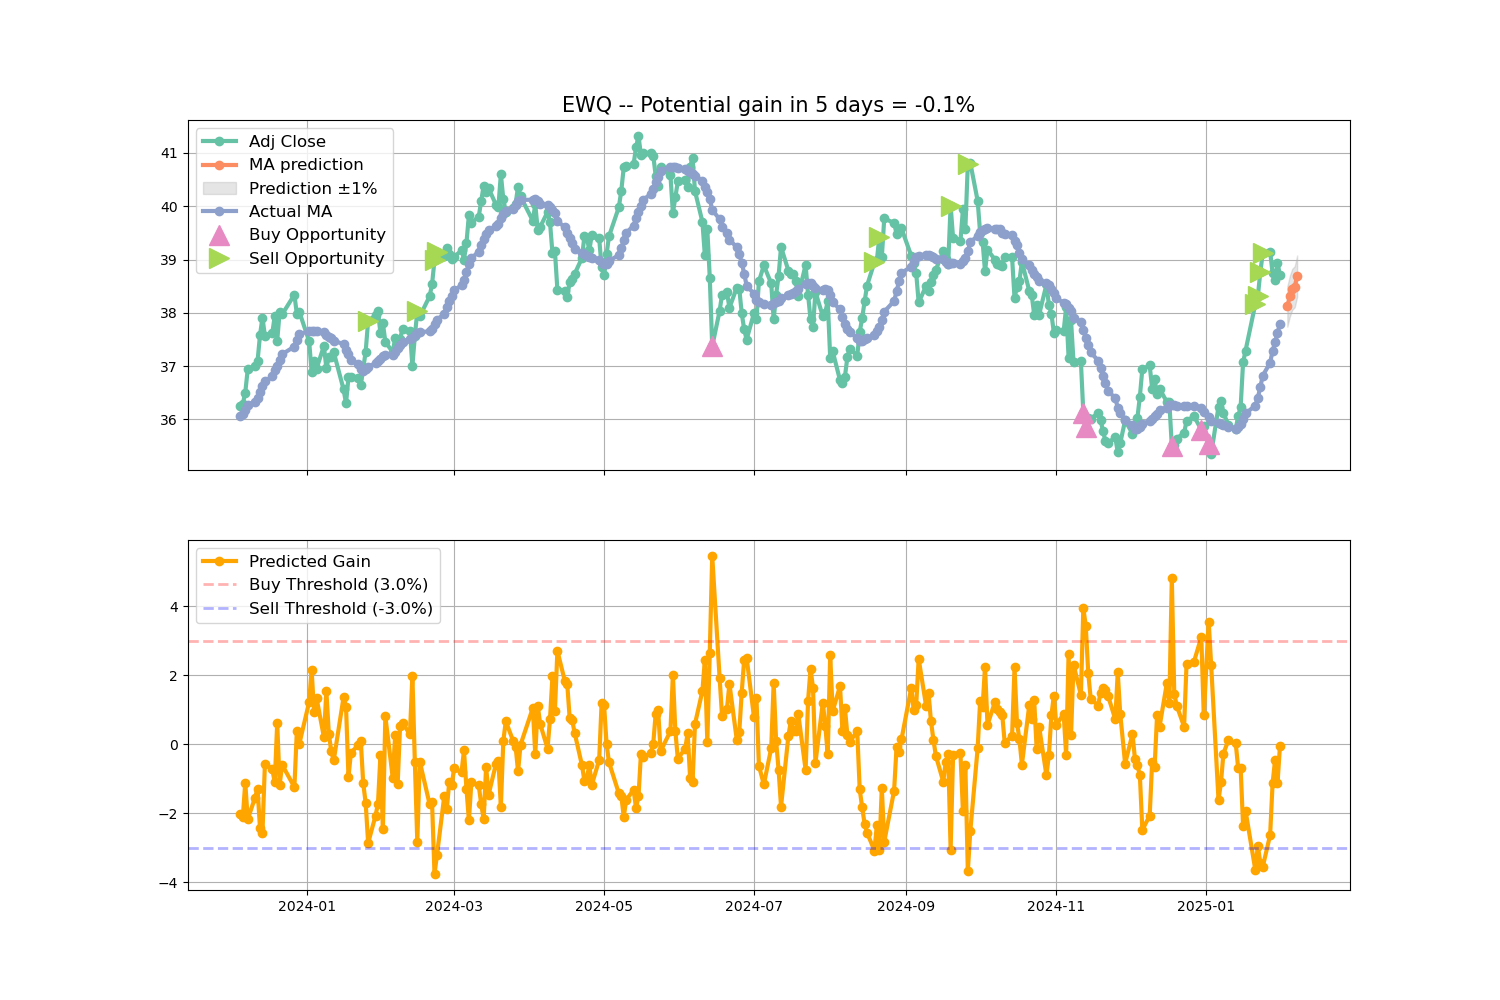 EWQ -- Potential gain in 5 days = -0.1%
41
40
39
38
37
36
Adj Close
MA prediction
Prediction ±1%
Actual MA
Buy Opportunity
Sell Opportunity
4
2
0
−2
−4
Predicted Gain
Buy Threshold (3.0%)
Sell Threshold (-3.0%)
2024-01
2024-03
2024-05
2024-07
2024-09
2024-11
2025-01